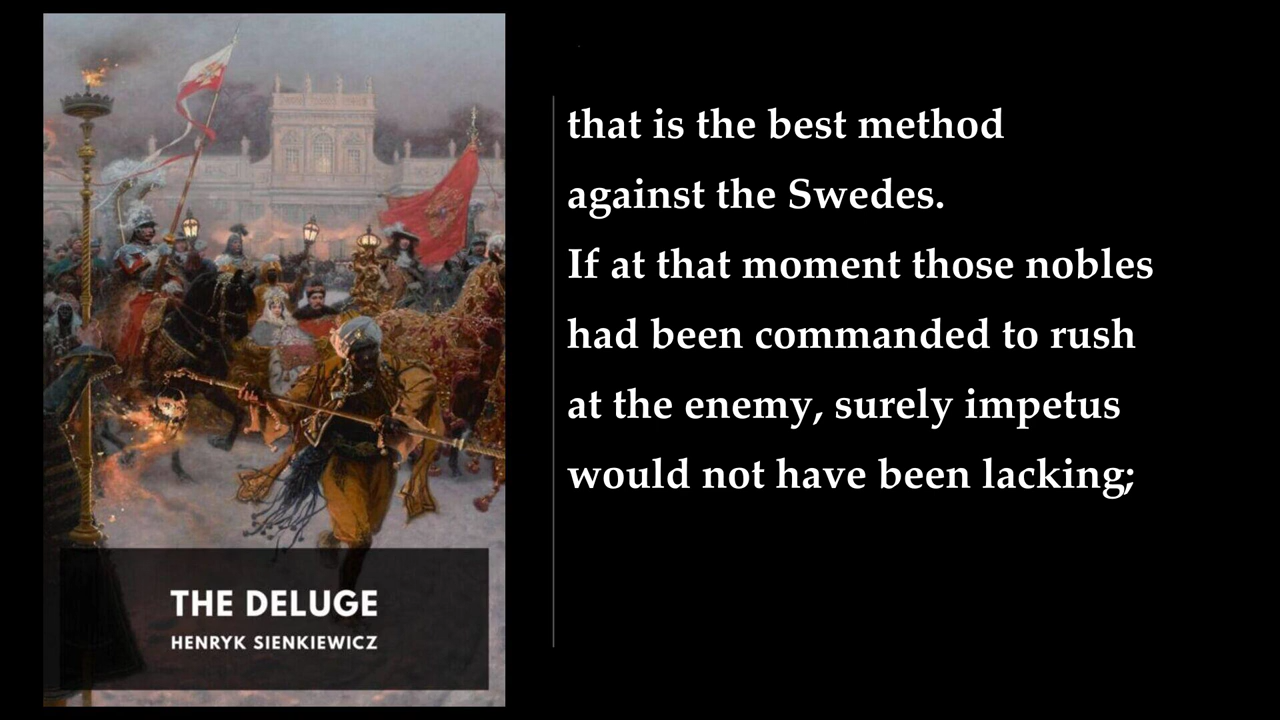 THE DELUGE
HENRYK SIENKIEWICZ
that is the best method
against the Swedes.
If at that moment those nobles
had been commanded to rush
at the enemy, surely impetus
would not have been lacking;